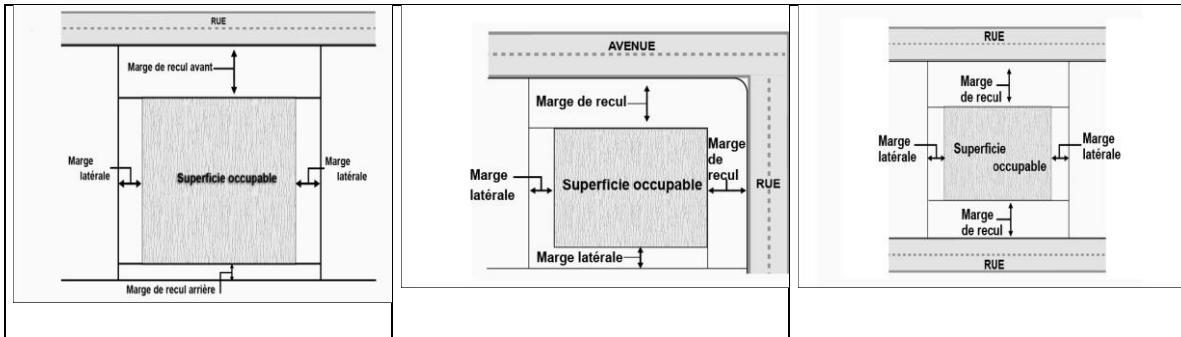 RUE
Marge de recul avant
Marge
latérale
Superficie occupable
Marge
latérale
Marge de recul arrière
AVENUE
Marge de recul
Marge
de
recul
Marge
latérale
Superficie occupable
RUE
Marge latérale
RUE
Marge
de recul
Marge
latérale
Superficie
occupable
Marge
latérale
Marge
de recul
RUE